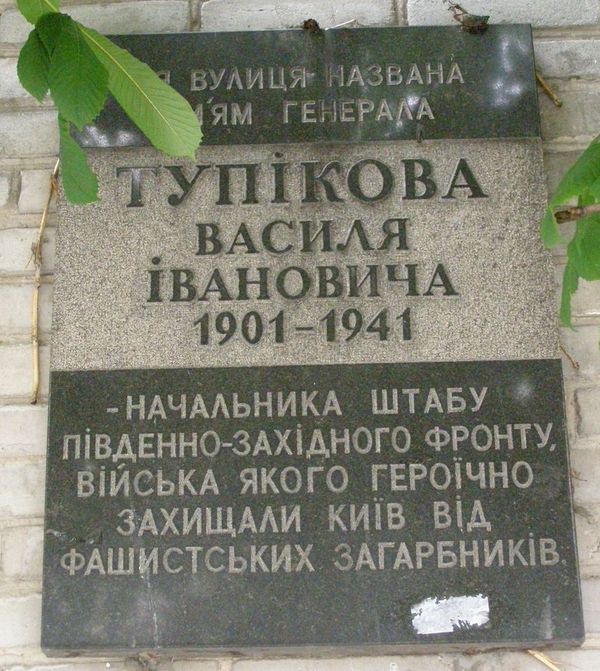 Я ВУЛИЦЯ НАЗВАНА
М'ЯМ ГЕНЕРАЛА
ТУПІКОВА
ВАСИЛЯ
ІВАНОВИЧА
1901-1941
-НАЧАЛЬНИКА ШТАБУ
ПІВДЕННО-ЗАХІДНОГО ФРОНТУ,
ВІЙСЬКА ЯКОГО ГЕРОЇЧНО
ЗАХИЩАЛИ КИЇВ ВІД
ФАШИСТСЬКИХ ЗАГАРБНИКІВ.